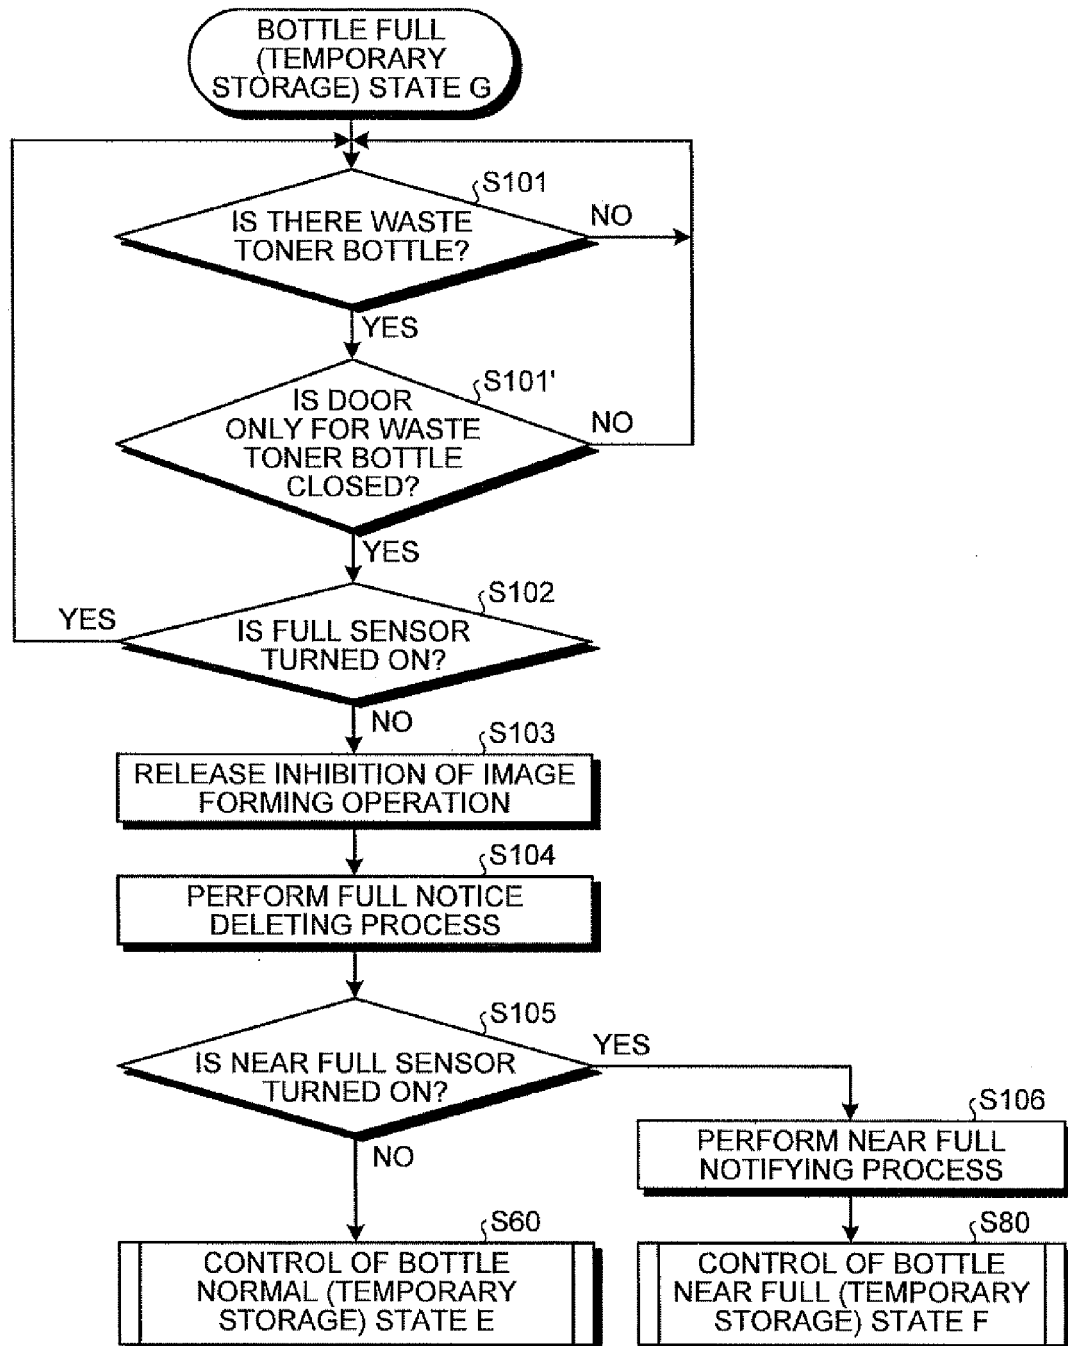 BOTTLE FULL
(TEMPORARY
STORAGE) STATE G
S101
IS THERE WASTE
TONER BOTTLE?
NO
YES
S101'
IS DOOR
ONLY FOR WASTE
TONER BOTTLE
CLOSED?
NO
YES
S102
YES
IS FULL SENSOR
TURNED ON?
NO
S103
RELEASE INHIBITION OF IMAGE
FORMING OPERATION
S104
PERFORM FULL NOTICE
DELETING PROCESS
S105
IS NEAR FULL SENSOR
TURNED ON?
YES
NO
S106
PERFORM NEAR FULL
NOTIFYING PROCESS
S60
CONTROL OF BOTTLE
NORMAL (TEMPORARY
STORAGE) STATE E
S80
CONTROL OF BOTTLE
NEAR FULL (TEMPORARY
STORAGE) STATE F